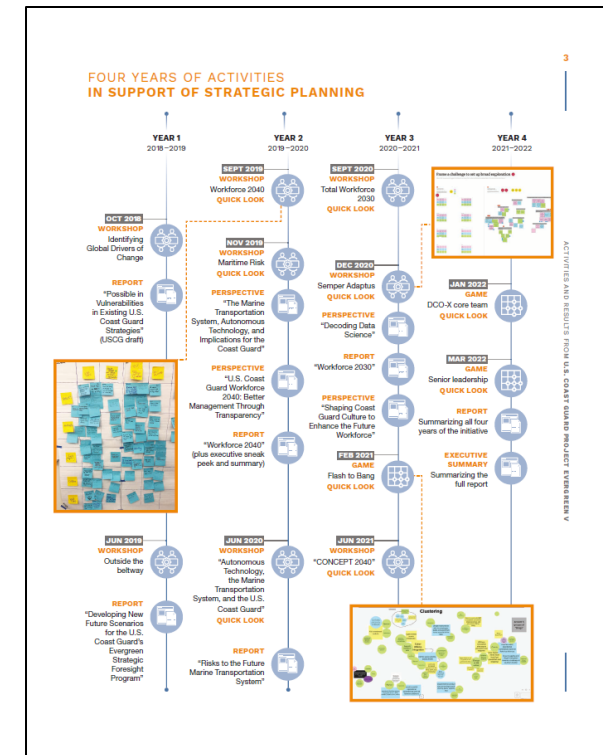 3
FOUR YEARS OF ACTIVITIES
IN SUPPORT OF STRATEGIC PLANNING
YEAR 1
2018–2019
OCT 2018
WORKSHOP
Identifying
Global Drivers of
Change
REPORT
“Possible in
Vulnerabilities
in Existing U.S.
Coast Guard
Strategies”
(USCG draft)
JUN 2019
WORKSHOP
Outside the
beltway
REPORT
“Developing New
Future Scenarios
for the U.S.
Coast Guard's
Evergreen
Strategic
Foresight
Program”
YEAR 2
2019–2020
SEPT 2019
WORKSHOP
Workforce 2040
QUICK LOOK
NOV 2019
WORKSHOP
Maritime Risk
QUICK LOOK
PERSPECTIVE
“The Marine
Transportation
System, Autonomous
Technology, and
Implications for the
Coast Guard”
PERSPECTIVE
“U.S. Coast
Guard Workforce
2040: Better
Management Through
Transparency”
REPORT
“Workforce 2040”
(plus executive sneak
peek and summary)
JUN 2020
WORKSHOP
“Autonomous
Technology,
the Marine
Transportation
System, and the U.S.
Coast Guard”
QUICK LOOK
REPORT
“Risks to the Future
Marine Transportation
System”
YEAR 3
2020–2021
SEPT 2020
WORKSHOP
Total Workforce
2030
QUICK LOOK
DEC 2020
WORKSHOP
Semper Adaptus
QUICK LOOK
PERSPECTIVE
“Decoding Data
Science”
REPORT
“Workforce 2030”
PERSPECTIVE
“Shaping Coast
Guard Culture to
Enhance the Future
Workforce”
FEB 2021
GAME
Flash to Bang
QUICK LOOK
JUN 2021
WORKSHOP
“CONCEPT 2040”
QUICK LOOK
Clustering
YEAR 4
2021–2022
JAN 2022
GAME
DCO-X core team
QUICK LOOK
MAR 2022
GAME
Senior leadership
QUICK LOOK
REPORT
Summarizing all four
years of the initiative
EXECUTIVE
SUMMARY
Summarizing the
full report
ACTIVITIES AND RESULTS FROM U.S. COAST GUARD PROJECT EVERGREEN V